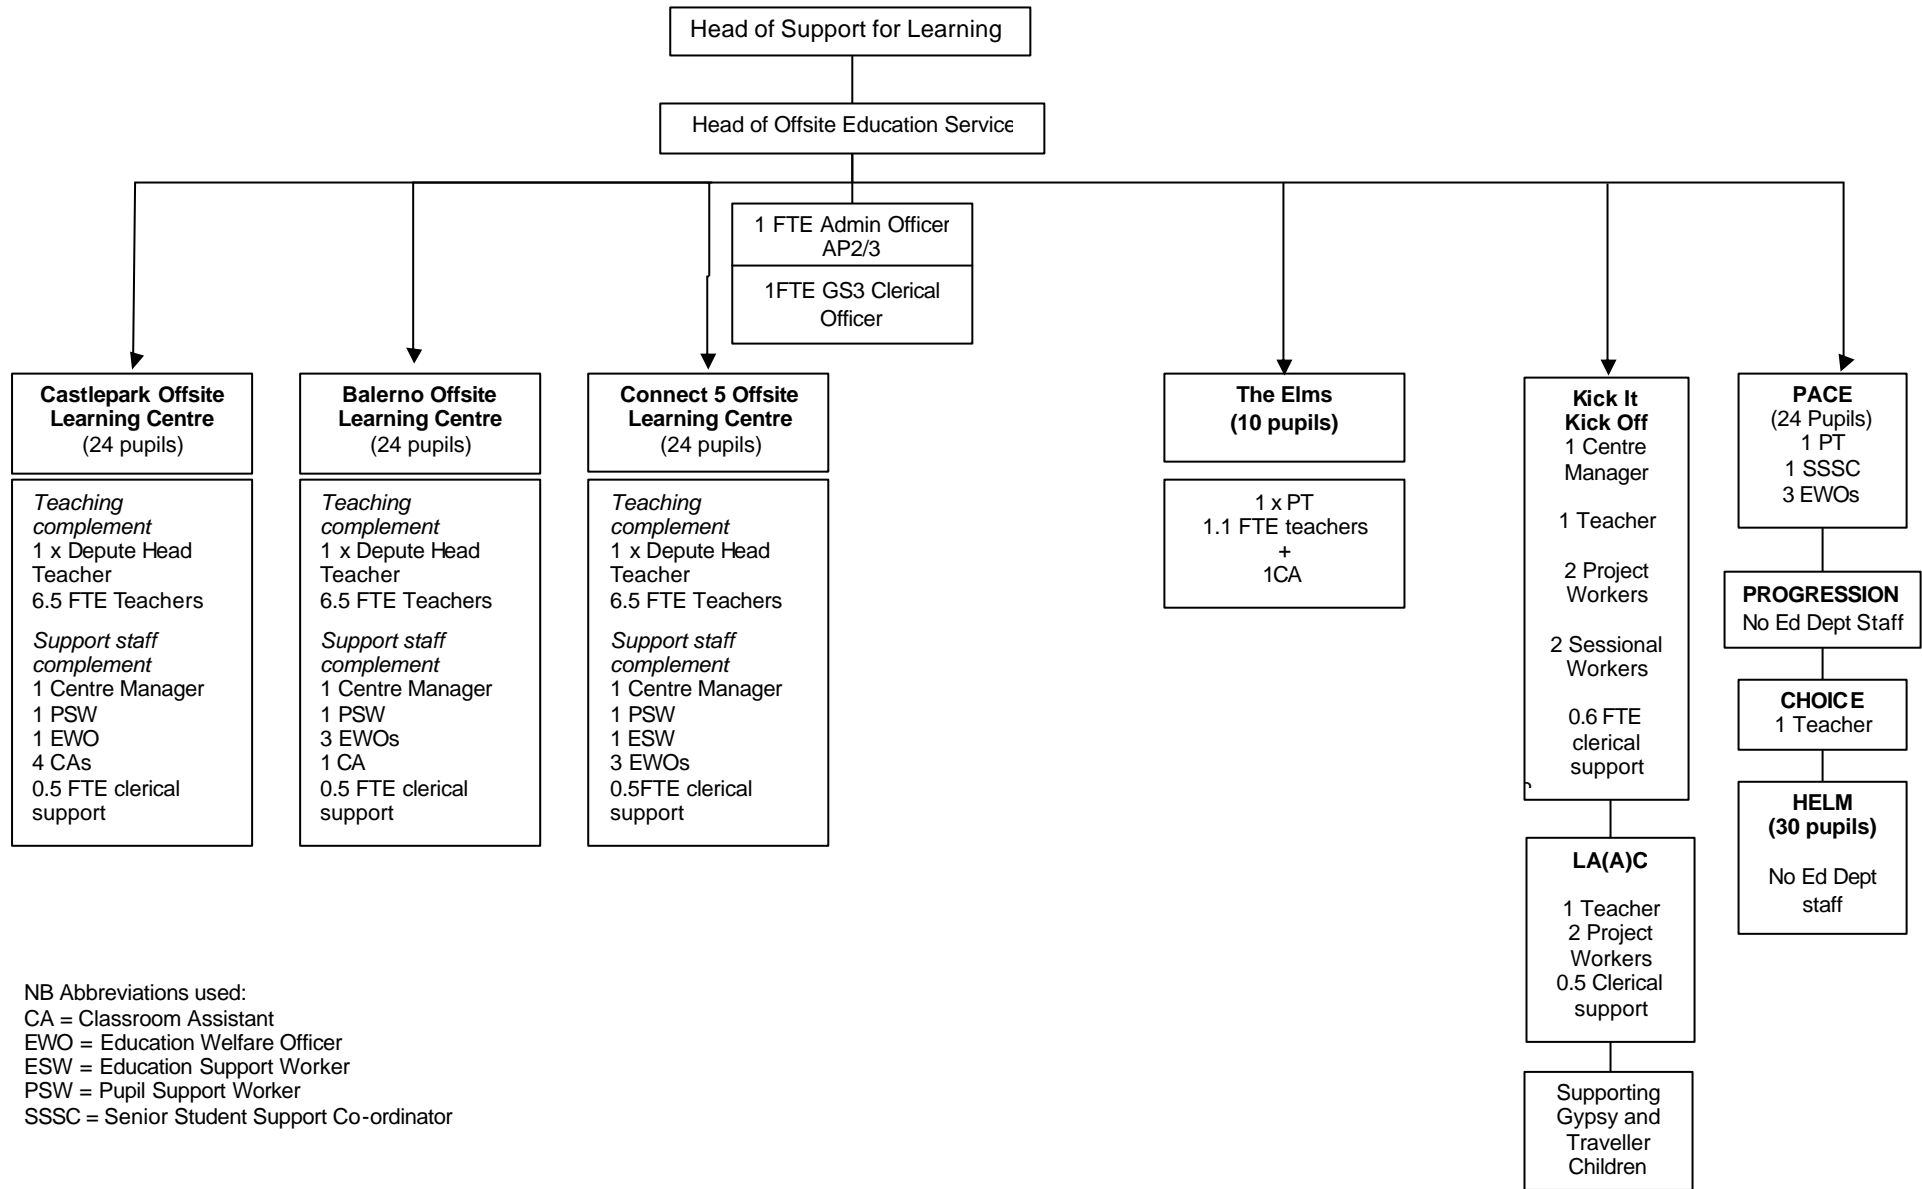 Head of Support for Learning
Head of Offsite Education Service
1 FTE Admin Officer
AP2/3
1FTE GS3 Clerical
Officer
Castlepark Offsite
Learning Centre
(24 pupils)
Teaching
complement
1 x Depute Head
Teacher
6.5 FTE Teachers
Support staff
complement
1 Centre Manager
1 PSW
1 EWO
4 CAs
0.5 FTE clerical
support
Balerno Offsite
Learning Centre
(24 pupils)
Teaching
complement
1 x Depute Head
Teacher
6.5 FTE Teachers
Support staff
complement
1 Centre Manager
1 PSW
3 EWOs
1 CA
0.5 FTE clerical
support
Connect 5 Offsite
Learning Centre
(24 pupils)
Teaching
complement
1 x Depute Head
Teacher
6.5 FTE Teachers
Support staff
complement
1 Centre Manager
1 PSW
1 ESW
3 EWOs
0.5FTE clerical
support
The Elms
(10 pupils)
1 x PT
1.1 FTE teachers
+
1CA
Kick It
Kick Off
1 Centre
Manager
1 Teacher
2 Project
Workers
2 Sessional
Workers
0.6 FTE
clerical
support
LA(A)C
1 Teacher
2 Project
Workers
0.5 Clerical
support
Supporting
Gypsy and
Traveller
Children
PACE
(24 Pupils)
1 PT
1 SSSC
3 EWOs
PROGRESSION
No Ed Dept Staff
CHOICE
1 Teacher
HELM
(30 pupils)
No Ed Dept
staff
NB Abbreviations used:
CA = Classroom Assistant
EWO = Education Welfare Officer
ESW = Education Support Worker
PSW = Pupil Support Worker
SSSC = Senior Student Support Co-ordinator